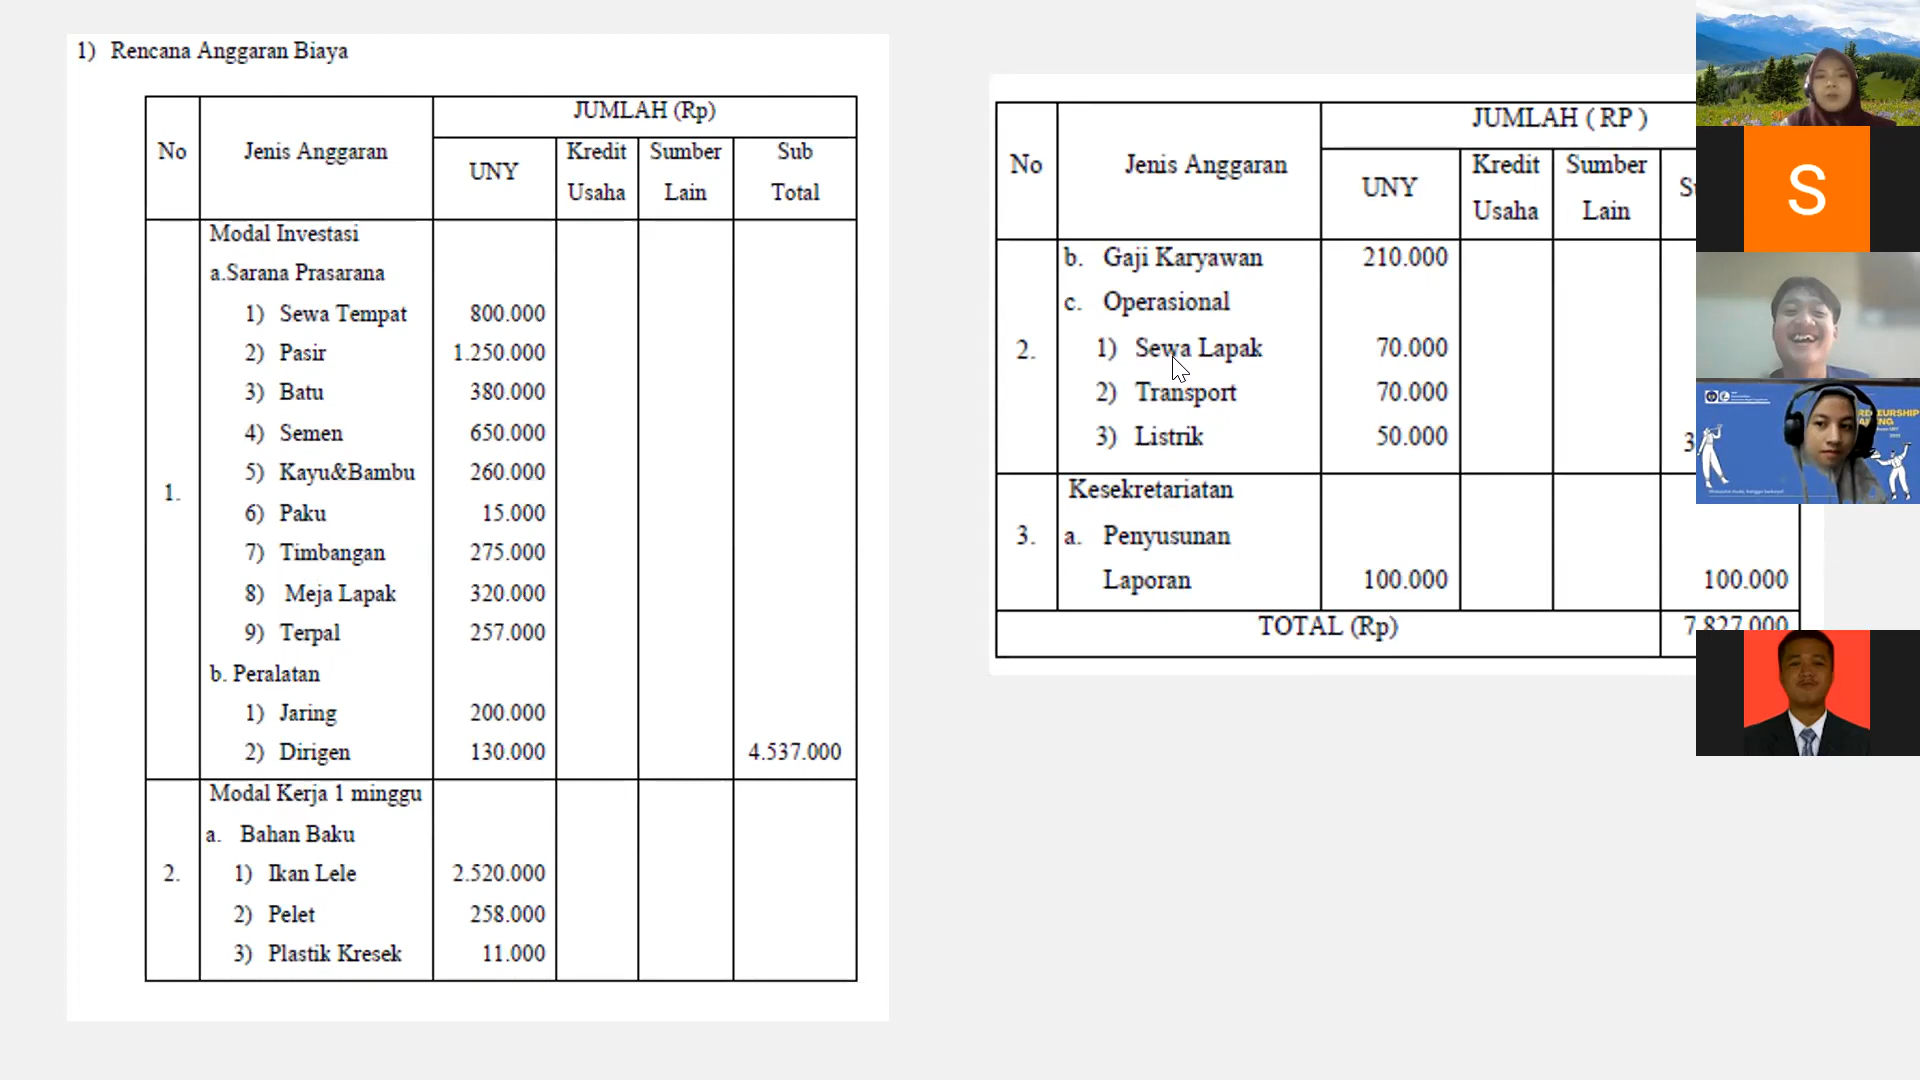 1) Rencana Anggaran Biaya
No Jenis Anggaran JUMLAH (Rp)
UNY Kredit Usaha Sumber Lain Sub Total
1. Modal Investasi
a.Sarana Prasarana
1) Sewa Tempat 800.000
2) Pasir 1.250.000
3) Batu 380.000
4) Semen 650.000
5) Kayu&Bambu 260.000
6) Paku 15.000
7) Timbangan 275.000
8) Meja Lapak 320.000
9) Terpal 257.000
b. Peralatan
1) Jaring 200.000
2) Dirigen 130.000 4.537.000
2. Modal Kerja 1 minggu
a. Bahan Baku
1) Ikan Lele 2.520.000
2) Pelet 258.000
3) Plastik Kresek 11.000
No Jenis Anggaran JUMLAH ( RP )
UNY Kredit Usaha Sumber Lain
2. b. Gaji Karyawan 210.000
c. Operasional
1) Sewa Lapak 70.000
2) Transport 70.000
3) Listrik 50.000
3. Kesekretariatan
a. Penyusunan
Laporan 100.000 100.000
TOTAL (Rp) 7.827.000
S